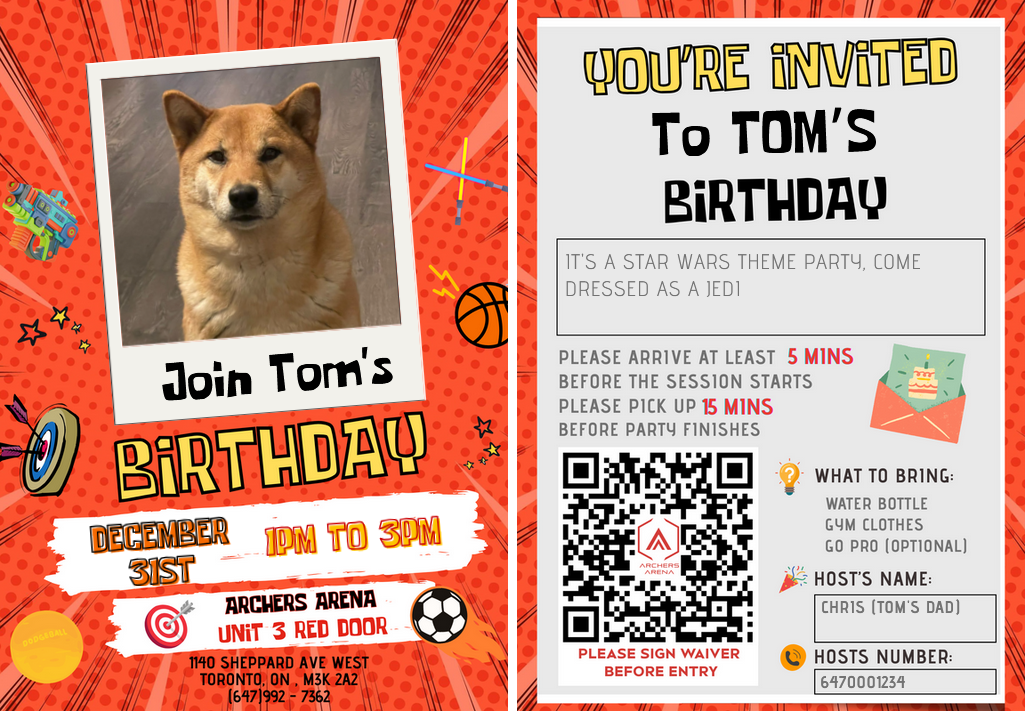 Join Tom's
BIRTHDAY
DECEMBER
31ST
1PM TO 3PM
ARCHERS ARENA
UNIT 3 RED DOOR
DODGEBALL
1140 SHEPPARD AVE WEST
TORONTO, ON , M3K 2A2
(647)992 - 7362
YOU'RE INVITED
To TOM'S
BIRTHDAY
IT'S A STAR WARS THEME PARTY, COME
DRESSED AS A JEDI
PLEASE ARRIVE AT LEAST 5 MINS
BEFORE THE SESSION STARTS
PLEASE PICK UP 15 MINS
BEFORE PARTY FINISHES
ARCHERS
ARENA
PLEASE SIGN WAIVER
BEFORE ENTRY
WHAT TO BRING:
WATER BOTTLE
GYM CLOTHES
GO PRO (OPTIONAL)
HOST'S NAME:
CHRIS (TOM'S DAD)
HOSTS NUMBER:
6470001234